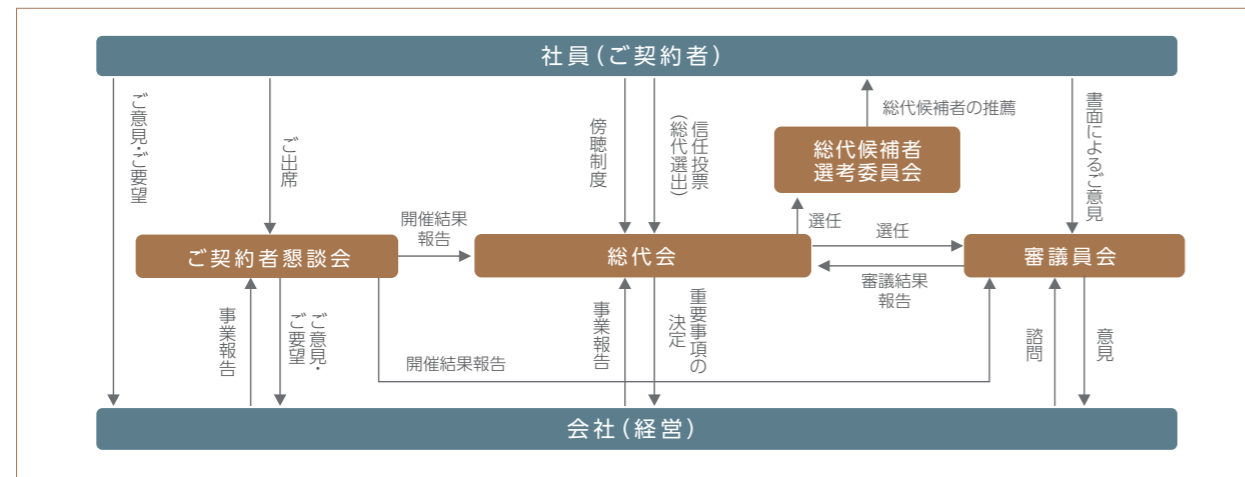 社員(ご契約者)
ご意見・ご要望
ご出席
傍聴制度
信任投票
(総代選出)
総代候補者の推薦
書面によるご意見
総代候補者
選考委員会
開催結果
報告
選任
選任
ご契約者懇談会
総代会
審議員会
審議結果
報告
事業報告
ご意見・
ご要望
開催結果報告
事業報告
重要事項の
決定
諮問
意見
会社(経営)